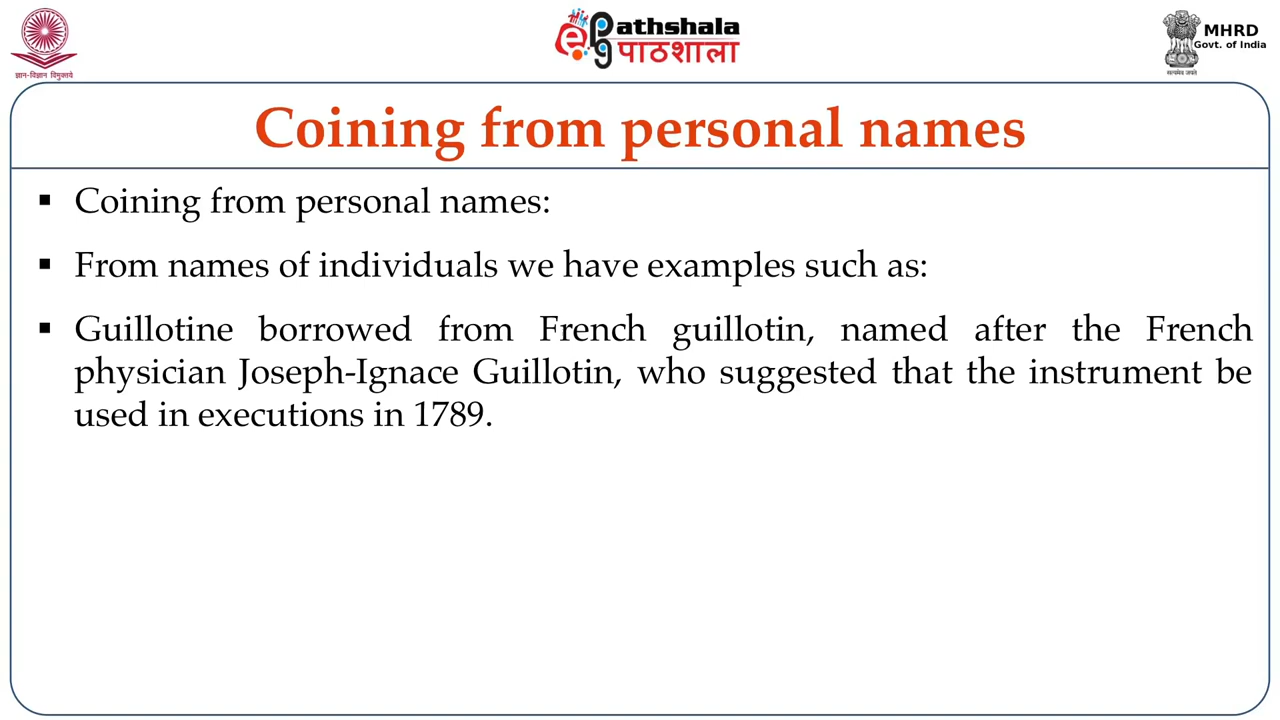 ज्ञान-विज्ञान विमुक्तये
ePG Pathshala
पाठशाला
MHRD
Govt. of India
सत्यमेव जयते
Coining from personal names
▪ Coining from personal names:
▪ From names of individuals we have examples such as:
▪ Guillotine borrowed from French guillotin, named after the French
physician Joseph-Ignace Guillotin, who suggested that the instrument be
used in executions in 1789.